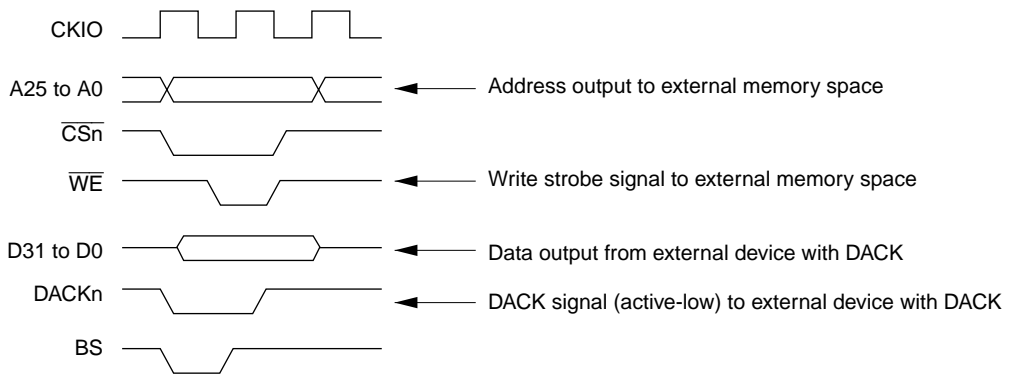 CKIO
A25 to A0 Address output to external memory space
CSn
WE Write strobe signal to external memory space
D31 to D0 Data output from external device with DACK
DACKn DACK signal (active-low) to external device with DACK
BS